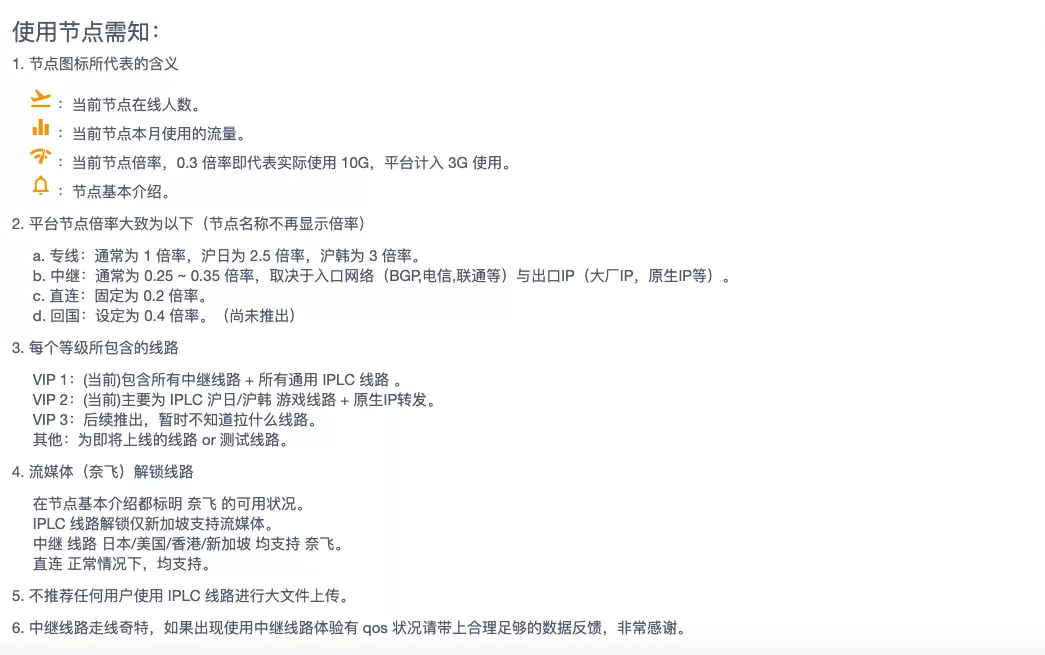 使用节点需知：
1. 节点图标所代表的含义
：当前节点在线人数。
：当前节点本月使用的流量。
：当前节点倍率，0.3 倍率即代表实际使用 10G，平台计入 3G 使用。
：节点基本介绍。
2. 平台节点倍率大致为以下（节点名称不再显示倍率）
a. 专线：通常为 1 倍率，沪日为 2.5 倍率，沪韩为 3 倍率。
b. 中继：通常为 0.25 ~ 0.35 倍率，取决于入口网络（BGP,电信,联通等）与出口IP（大厂IP，原生IP等）。
c. 直连：固定为 0.2 倍率。
d. 回国：设定为 0.4 倍率。（尚未推出）
3. 每个等级所包含的线路
VIP 1：(当前)包含所有中继线路 + 所有通用 IPLC 线路 。
VIP 2：(当前)主要为 IPLC 沪日/沪韩 游戏线路 + 原生IP转发。
VIP 3：后续推出，暂时不知道拉什么线路。
其他：为即将上线的线路 or 测试线路。
4. 流媒体（奈飞）解锁线路
在节点基本介绍都标明 奈飞 的可用状况。
IPLC 线路解锁仅新加坡支持流媒体。
中继 线路 日本/美国/香港/新加坡 均支持 奈飞。
直连 正常情况下，均支持。
5. 不推荐任何用户使用 IPLC 线路进行大文件上传。
6. 中继线路走线奇特，如果出现使用中继线路体验有 qos 状况请带上合理足够的数据反馈，非常感谢。